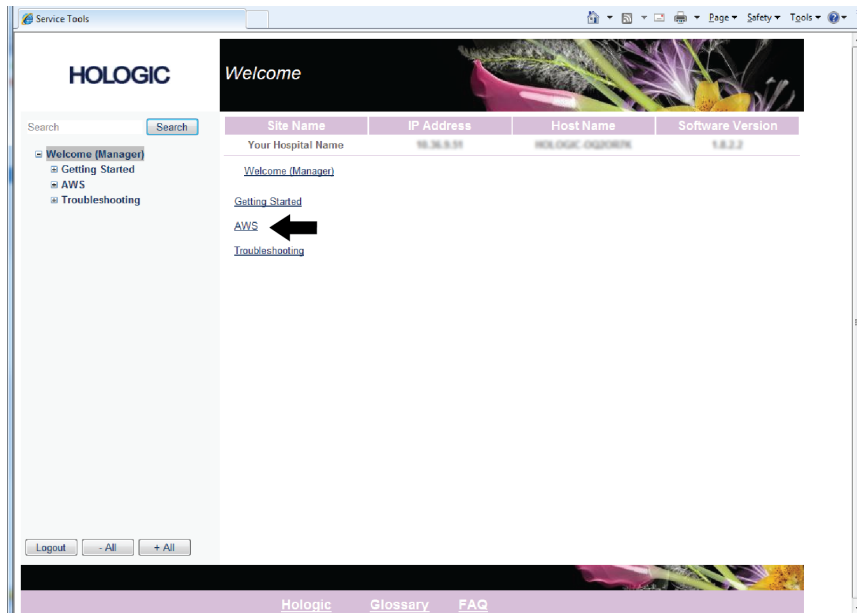 Service Tools
Page Safety Tools
HOLOGIC
Welcome
Search Search
Welcome (Manager)
Getting Started
AWS
Troubleshooting
Site Name IP Address Host Name Software Version
Your Hospital Name
Welcome (Manager)
Getting Started
AWS
Troubleshooting
Logout - All + All
Hologic Glossary FAQ